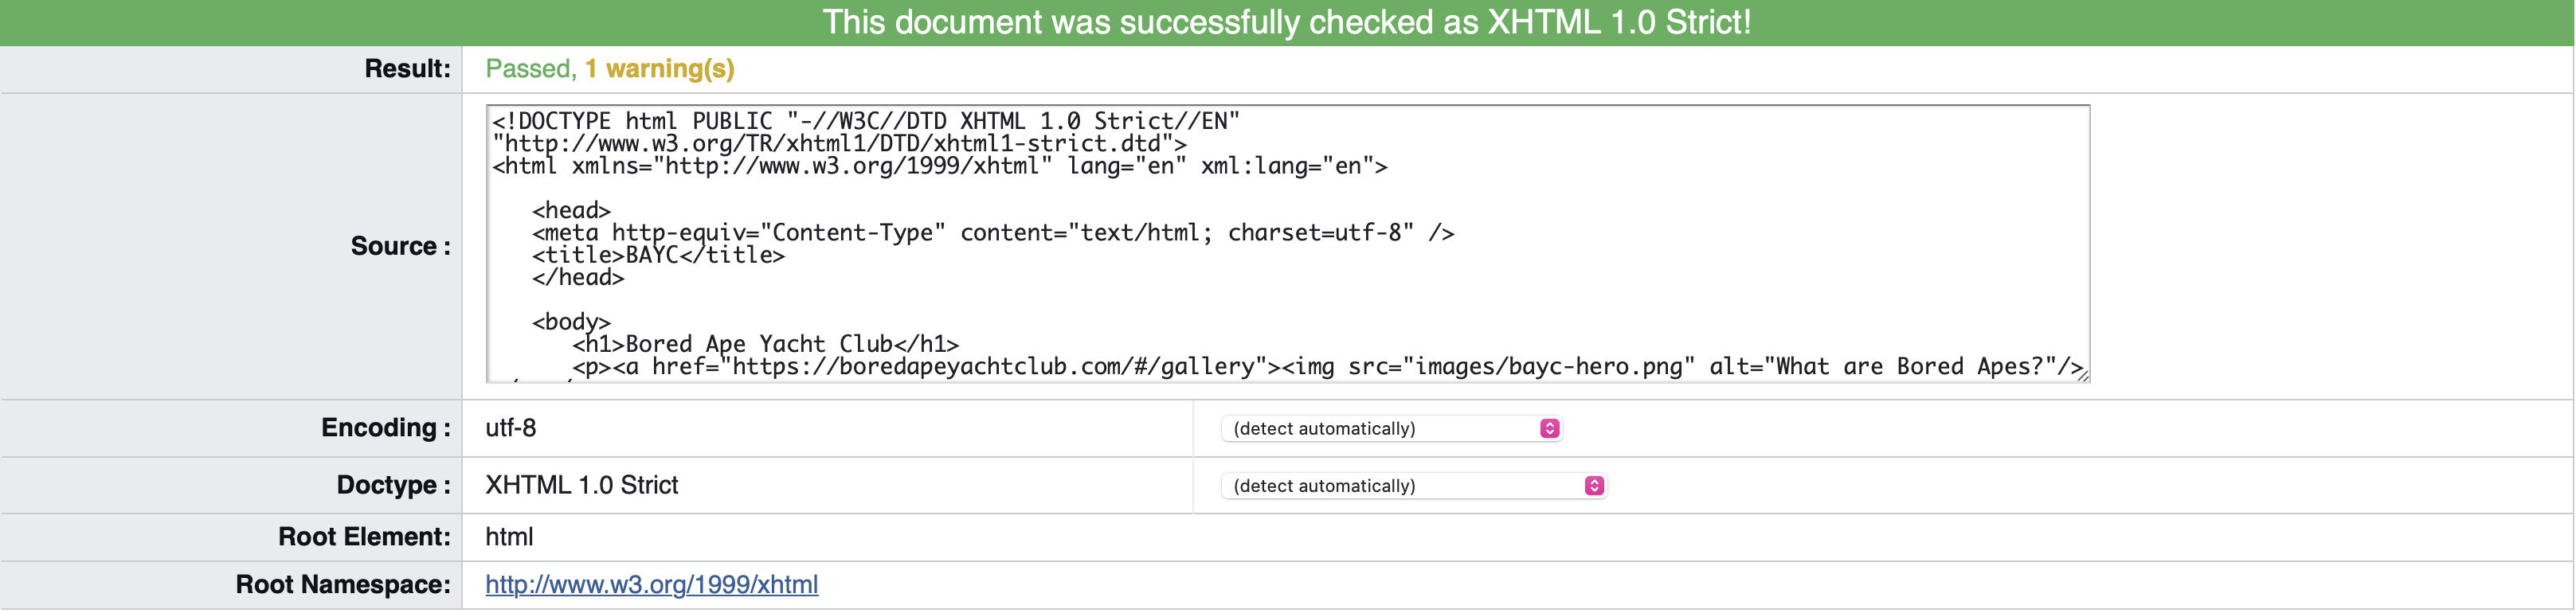 This document was successfully checked as XHTML 1.0 Strict!
Result: Passed, 1 warning(s)
Source :
<!DOCTYPE html PUBLIC "-//W3C//DTD XHTML 1.0 Strict//EN"
"http://www.w3.org/TR/xhtml1/DTD/xhtml1-strict.dtd">
<html xmlns="http://www.w3.org/1999/xhtml" lang="en" xml:lang="en">
<head>
<meta http-equiv="Content-Type" content="text/html; charset=utf-8" />
<title>BAYC</title>
</head>
<body>
<h1>Bored Ape Yacht Club</h1>
<p><a href="https://boredapeyachtclub.com/#/gallery"><img src="images/bayc-hero.png" alt="What are Bored Apes?"/>
Encoding : utf-8 (detect automatically)
Doctype : XHTML 1.0 Strict (detect automatically)
Root Element: html
Root Namespace: http://www.w3.org/1999/xhtml